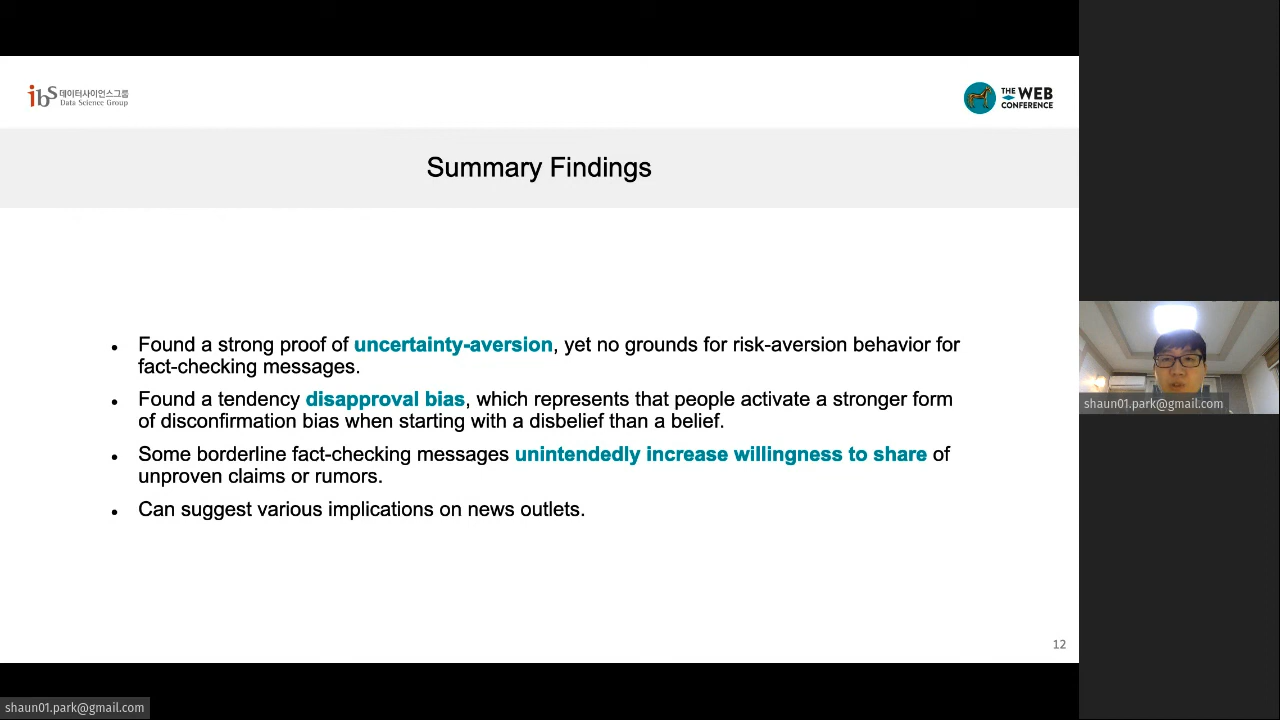 ibs 데이터사이언스그룹
Data Science Group
THE WEB
CONFERENCE
Summary Findings
• Found a strong proof of uncertainty-aversion, yet no grounds for risk-aversion behavior for
fact-checking messages.
• Found a tendency disapproval bias, which represents that people activate a stronger form
of disconfirmation bias when starting with a disbelief than a belief.
• Some borderline fact-checking messages unintendedly increase willingness to share of
unproven claims or rumors.
• Can suggest various implications on news outlets.
12
shaun01.park@gmail.com
shaun01.park@gmail.com